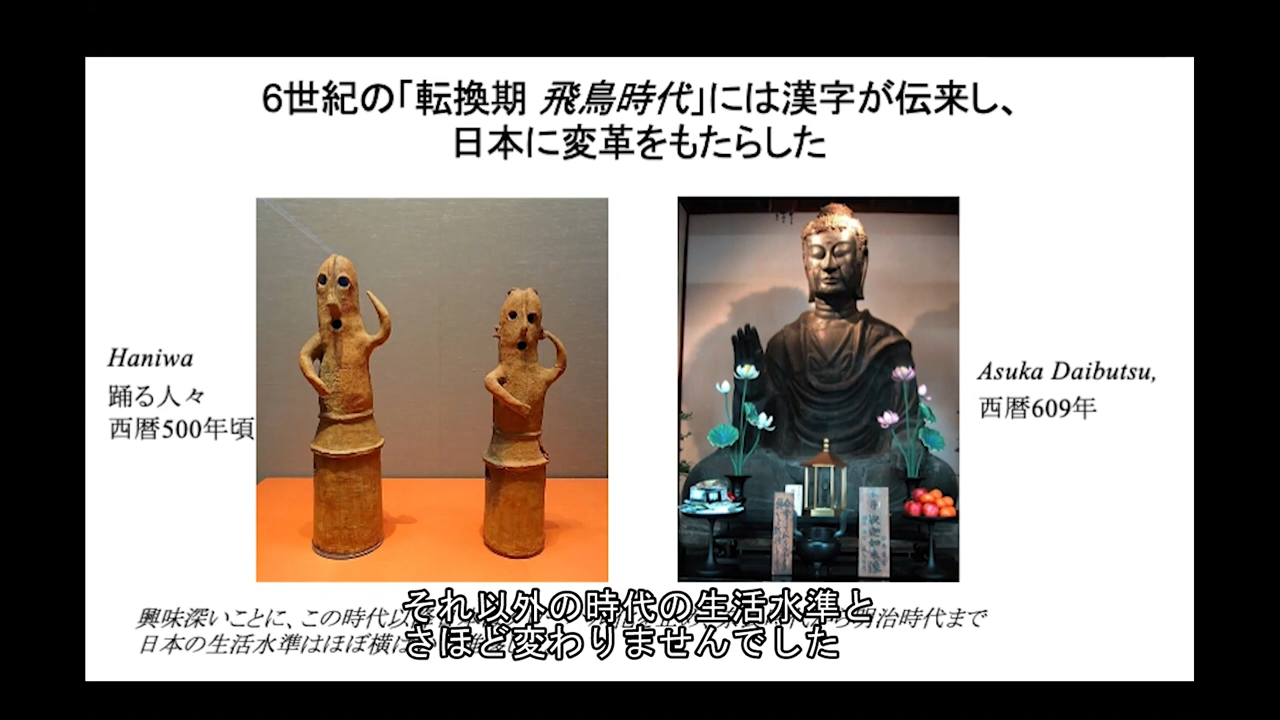 6世紀の「転換期 飛鳥時代」には漢字が伝来し、
日本に変革をもたらした
Haniwa
踊る人々
西暦500年頃
Asuka Daibutsu,
西暦609年
興味深いことに、この時代以 明治時代まで
日本の生活水準はほぼ横
それ以外の時代の生活水準と
さほど変わりませんでした